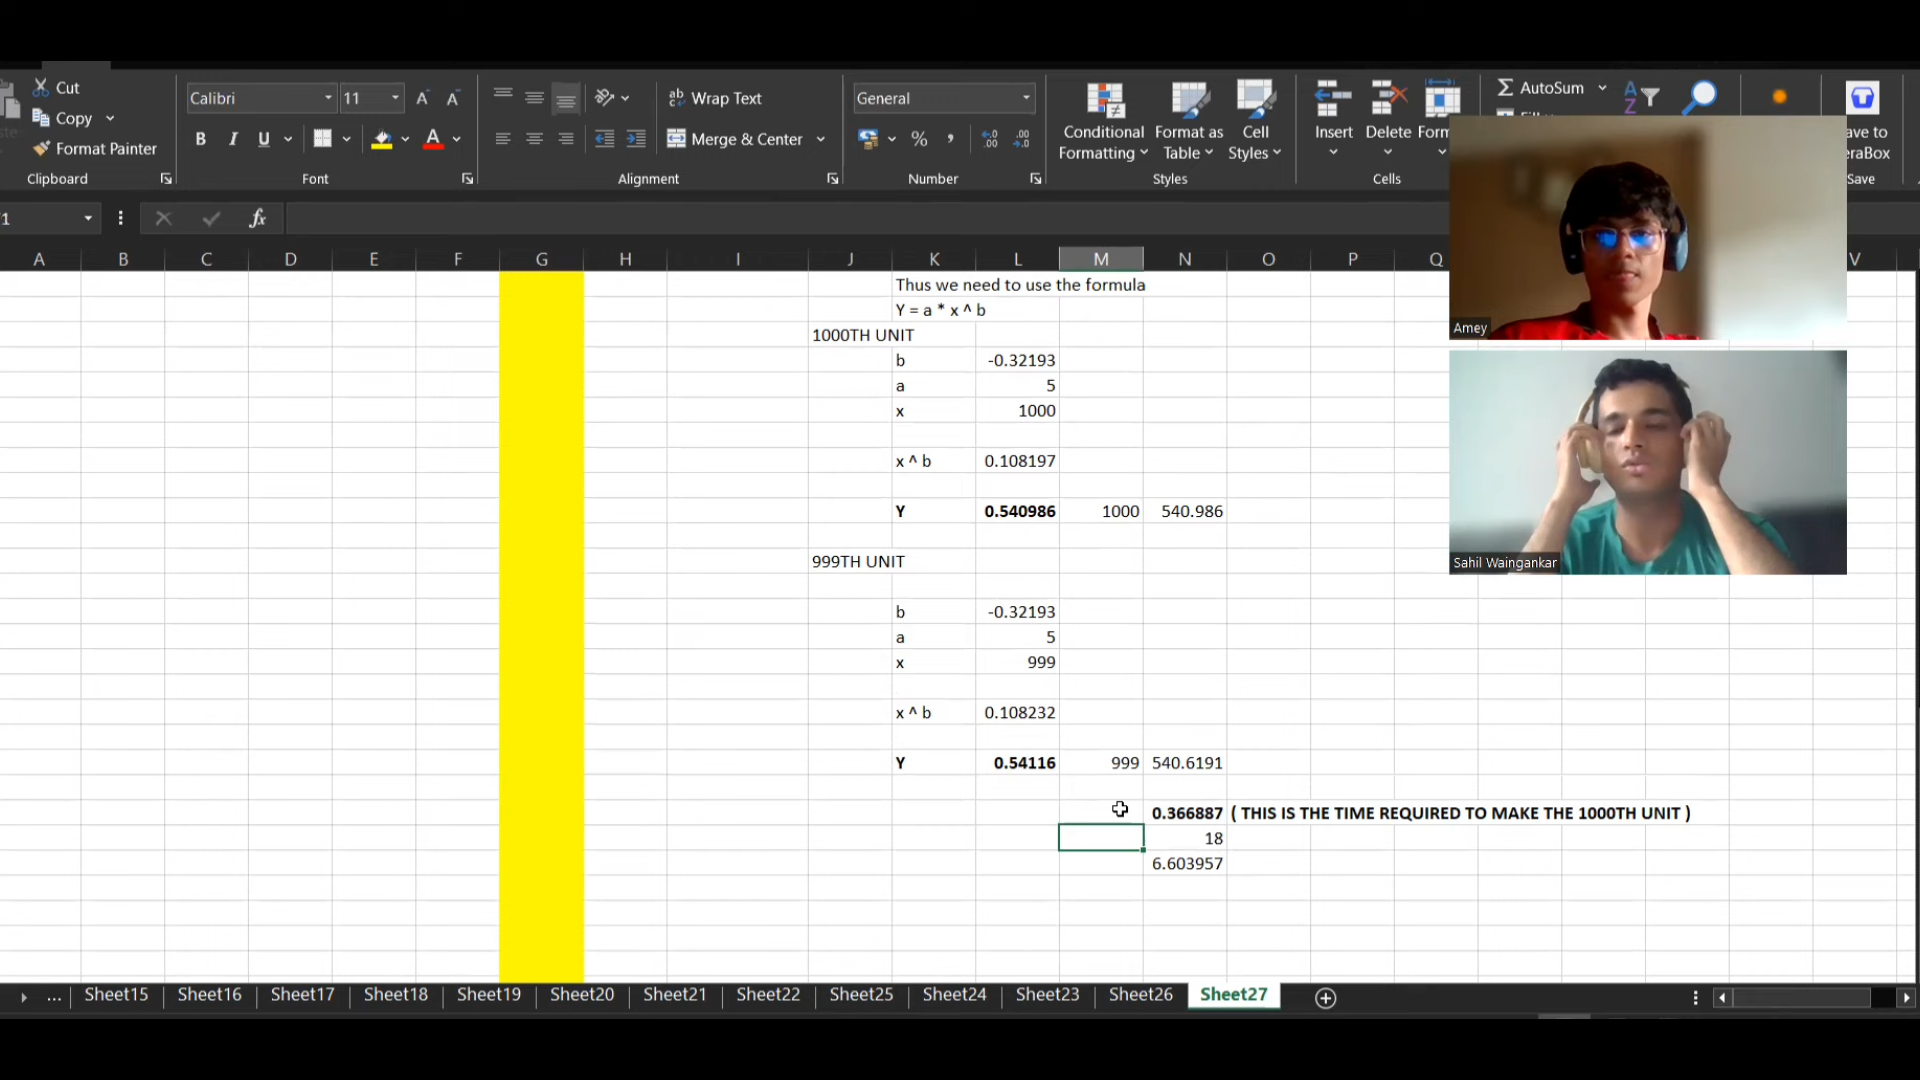 Cut
Copy
Format Painter
Clipboard
Calibri
11
A
A
B
I
U
A
Font
ab
Wrap Text
Merge & Center
Alignment
General
%
Number
Conditional
Formatting
Format as
Table
Cell
Styles
Styles
Insert
Delete
Form
Cells
AutoSum
A
Z
ave to
eraBox
Save
1
fx
A B C D E F G H I J K L M N O P Q V
Thus we need to use the formula
Y = a * x ^ b
1000TH UNIT
b -0.32193
a 5
x 1000
x ^ b 0.108197
Y 0.540986 1000 540.986
999TH UNIT
b -0.32193
a 5
x 999
x ^ b 0.108232
Y 0.54116 999 540.6191
0.366887 ( THIS IS THE TIME REQUIRED TO MAKE THE 1000TH UNIT )
18
6.603957
Amey
Sahil Waingankar
... Sheet15 Sheet16 Sheet17 Sheet18 Sheet19 Sheet20 Sheet21 Sheet22 Sheet25 Sheet24 Sheet23 Sheet26 Sheet27